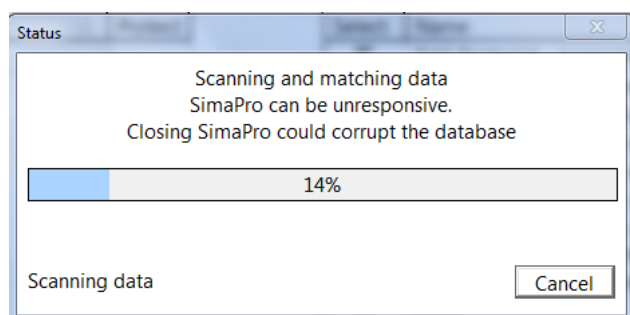 Status
Scanning and matching data
SimaPro can be unresponsive.
Closing SimaPro could corrupt the database
14%
Scanning data
Cancel